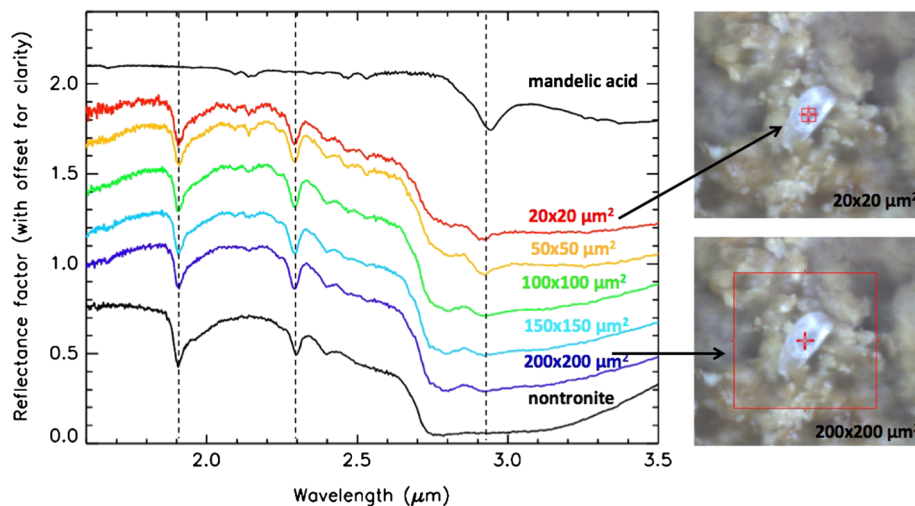 Reflectance factor (with offset for clarity)
2.0
1.5
1.0
0.5
0.0
mandelic acid
20x20 µm²
50x50 µm²
100x100 µm²
150x150 µm²
200x200 µm²
nontronite
2.0
2.5
3.0
3.5
Wavelength (µm)
20x20 µm²
200x200 µm²